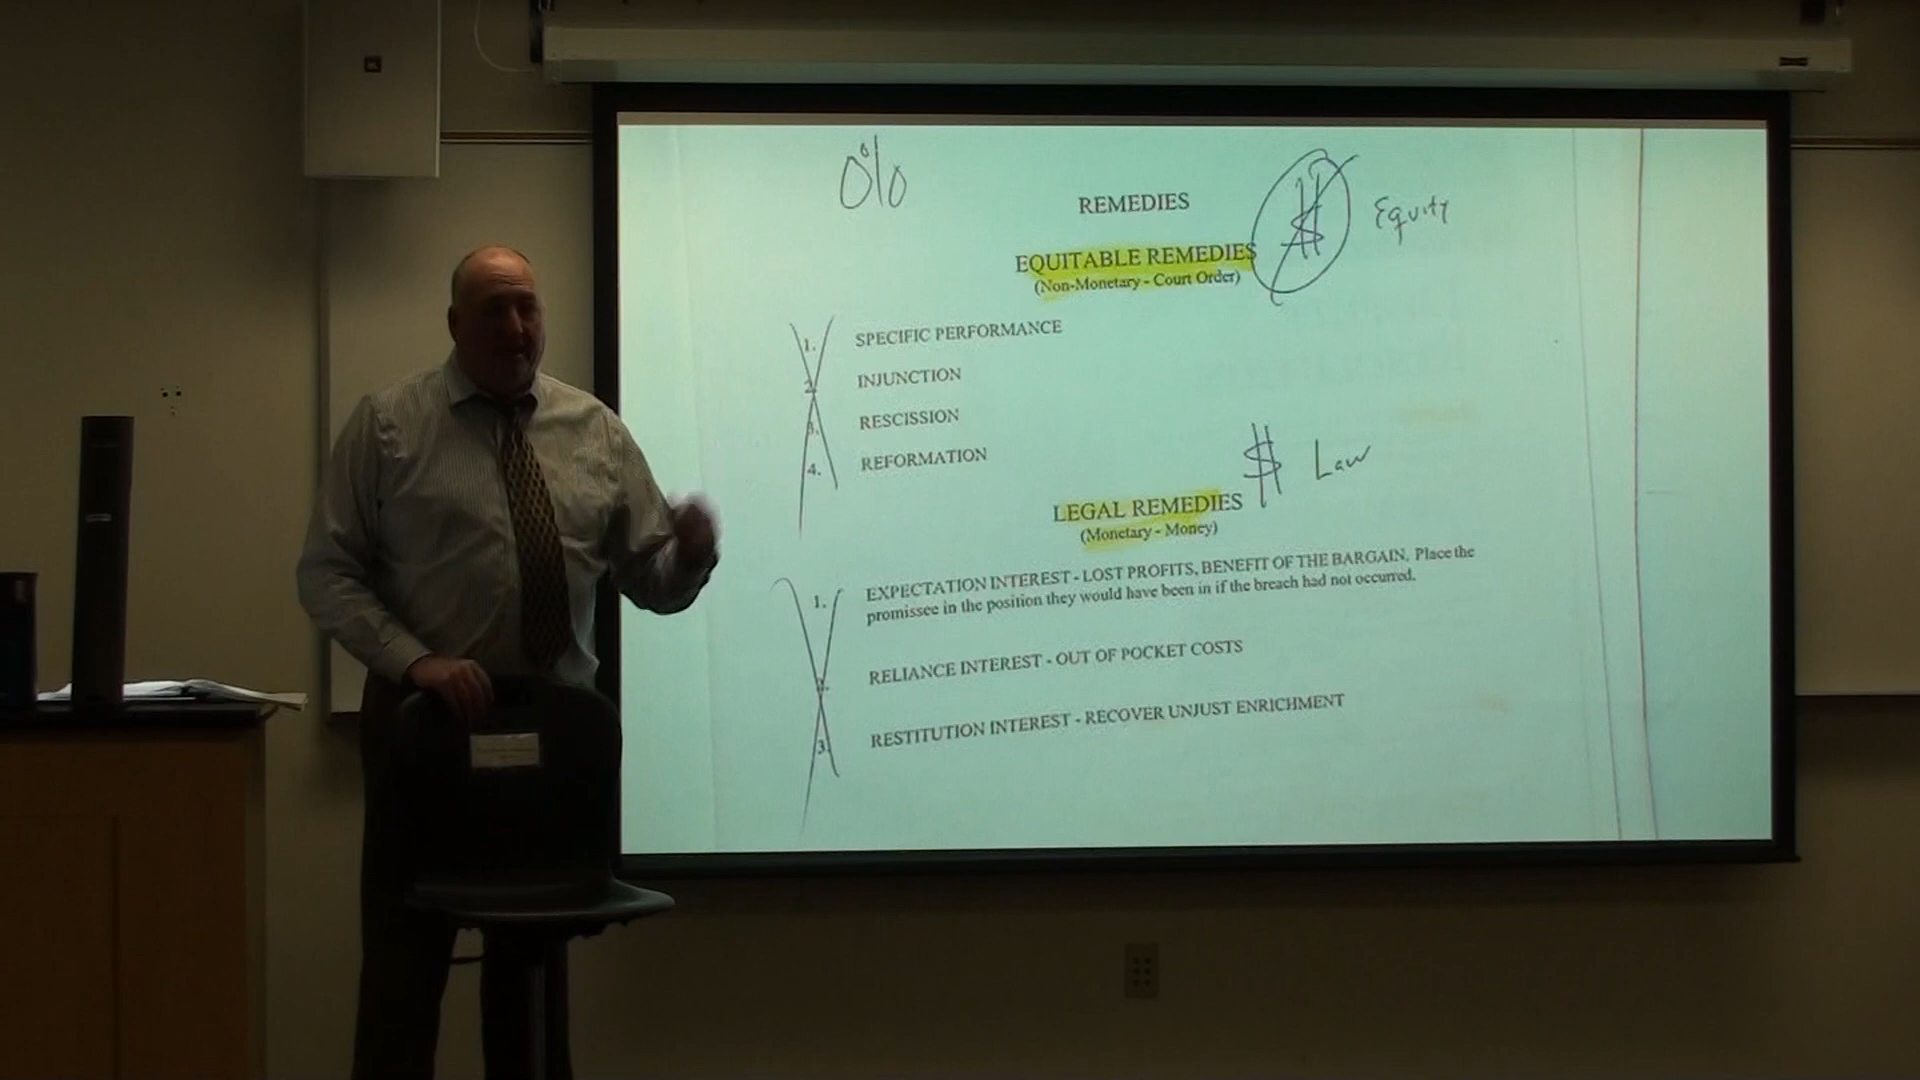 0%
REMEDIES
$ Equity
EQUITABLE REMEDIES
(Non-Monetary - Court Order)
1. SPECIFIC PERFORMANCE
2. INJUNCTION
3. RESCISSION
4. REFORMATION
$ Law
LEGAL REMEDIES
(Monetary - Money)
1. EXPECTATION INTEREST - LOST PROFITS, BENEFIT OF THE BARGAIN. Place the
promissee in the position they would have been in if the breach had not occurred.
2. RELIANCE INTEREST - OUT OF POCKET COSTS
3. RESTITUTION INTEREST - RECOVER UNJUST ENRICHMENT